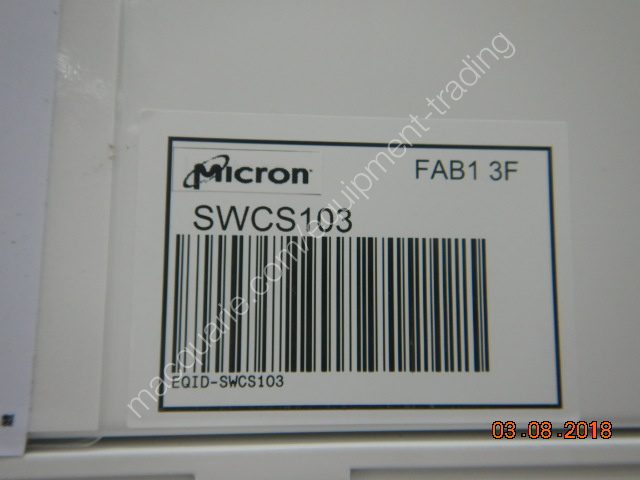 Micron
FAB1 3F
SWCS103
EQID-SWCS103
macquarie.com/equipment-trading
03.08.2018